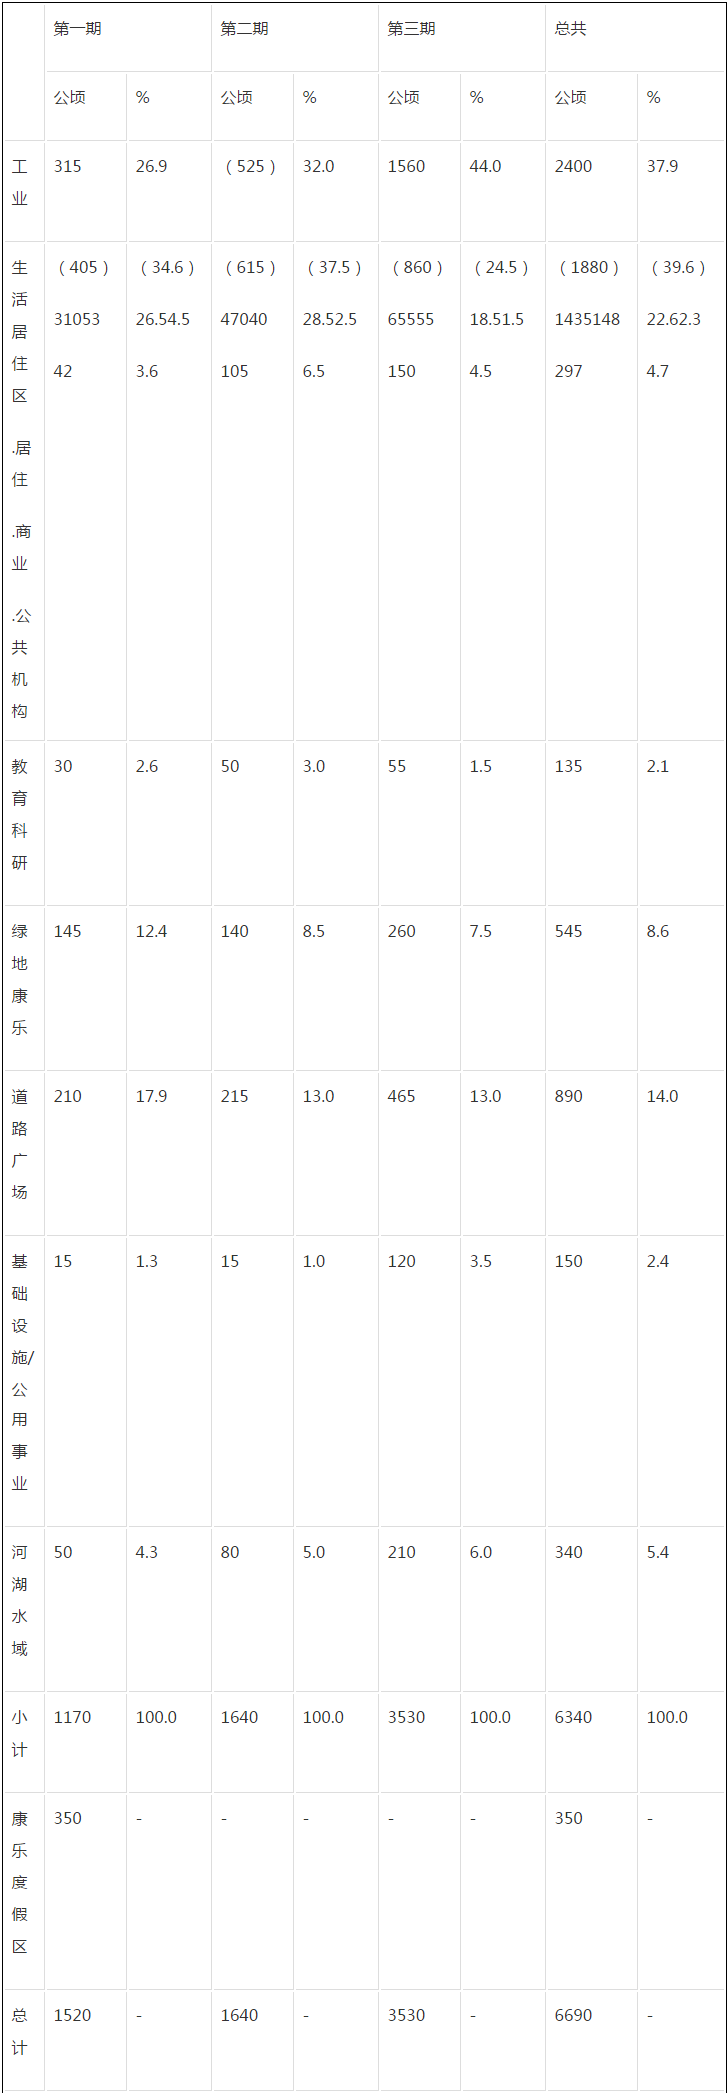 第一期 第二期 第三期 总共
公顷 % 公顷 % 公顷 % 公顷 %
工业 315 26.9 （525） 32.0 1560 44.0 2400 37.9
生活居住区 （405） （34.6） （615） （37.5） （860） （24.5） （1880） （39.6）
.居住 31053 26.54.5 47040 28.52.5 65555 18.51.5 1435148 22.62.3
.商业 42 3.6 105 6.5 150 4.5 297 4.7
.公共机构
教育科研 30 2.6 50 3.0 55 1.5 135 2.1
绿地康乐 145 12.4 140 8.5 260 7.5 545 8.6
道路广场 210 17.9 215 13.0 465 13.0 890 14.0
基础设施/公用事业 15 1.3 15 1.0 120 3.5 150 2.4
河湖水域 50 4.3 80 5.0 210 6.0 340 5.4
小计 1170 100.0 1640 100.0 3530 100.0 6340 100.0
康乐度假区 350 - - - - - 350 -
总计 1520 - 1640 - 3530 - 6690 -